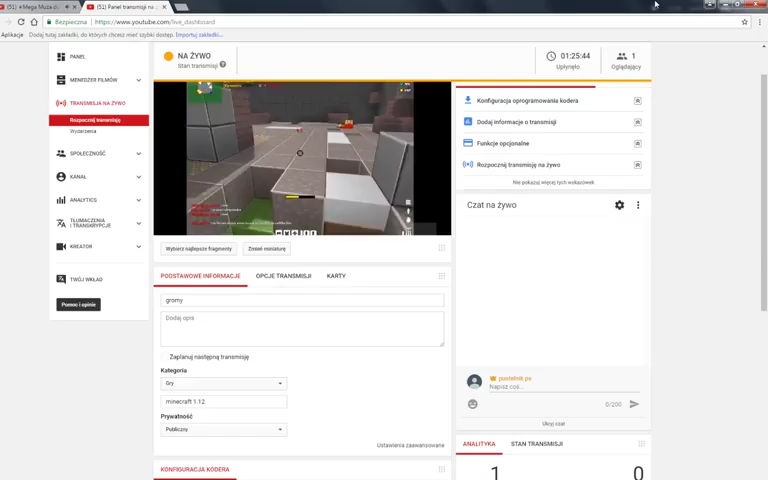 (51) +Mega Muza d
(51) Panel transmisji na
Bezpieczna
https://www.youtube.com/live_dashboard
Aplikacje
Dodaj tutaj zakładki, do których chcesz mieć szybki dostęp.
Importuj zakładki...
PANEL
MENEDŻER FILMÓW
TRANSMISJA NA ŻYWO
Rozpocznij transmisję
Wydarzenia
SPOŁECZNOŚĆ
KANAŁ
ANALYTICS
TŁUMACZENIA
I TRANSKRYPCJE
KREATOR
TWÓJ WKŁAD
Pomoc i opinie
NA ŻYWO
Stan transmisji
01:25:44
Upłynęło
1
Oglądający
Wybierz najlepsze fragmenty
Zmień miniaturę
PODSTAWOWE INFORMACJE
OPCJE TRANSMISJI
KARTY
gromy
Dodaj opis
Zaplanuj następną transmisję
Kategoria
Gry
minecraft 1.12
Prywatność
Publiczny
Ustawienia zaawansowane
KONFIGURACJA KODERA
Konfiguracja oprogramowania kodera
Dodaj informacje o transmisji
Funkcje opcjonalne
Rozpocznij transmisję na żywo
Nie pokazuj więcej tych wskazówek
Czat na żywo
pustelnik pv
Napisz coś...
0/200
Ukryj czat
ANALITYKA
STAN TRANSMISJI
1
0